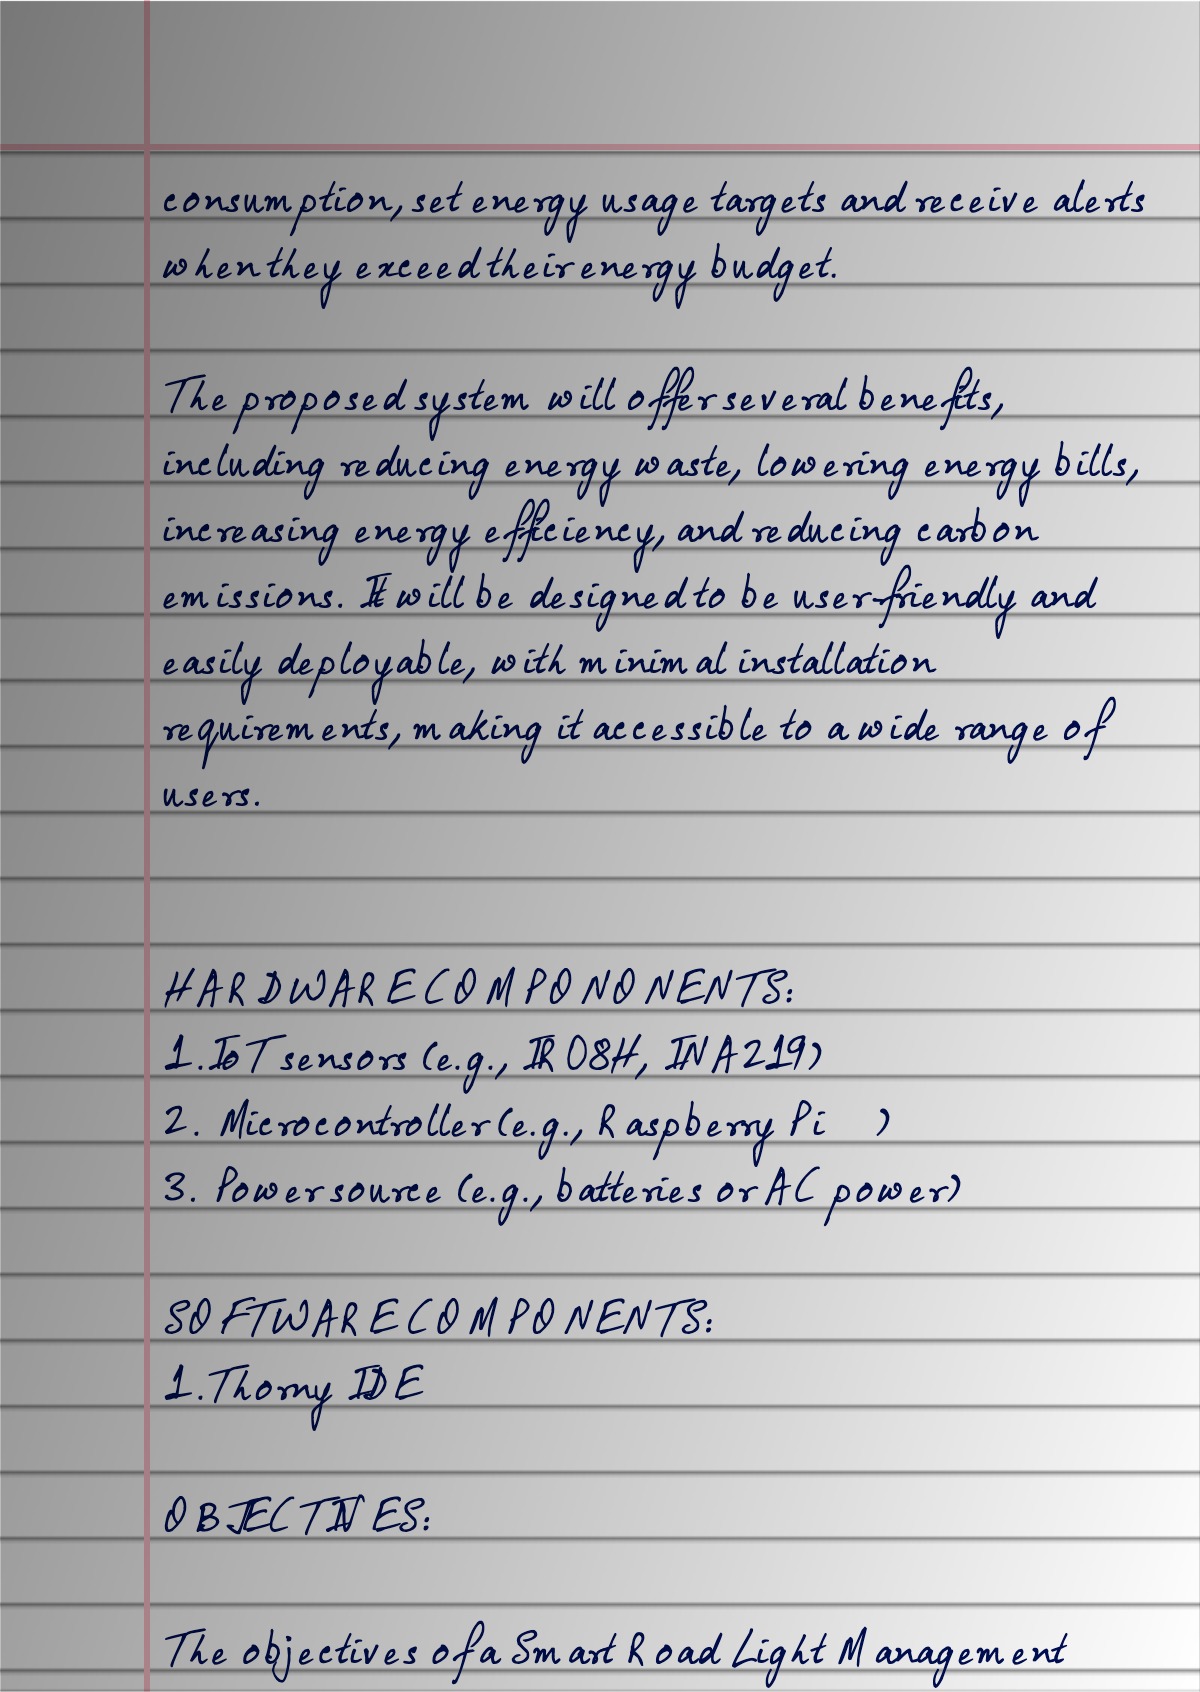 consumption, set energy usage targets and receive alerts
when they exceed their energy budget.
The proposed system will offer several benefits,
including reducing energy waste, lowering energy bills,
increasing energy efficiency, and reducing carbon
emissions. It will be designed to be user-friendly and
easily deployable, with minimal installation
requirements, making it accessible to a wide range of
users.
HARDWARE COMPONONENTS:
1. IoT sensors (e.g., IR 08H, INA219)
2. Microcontroller (e.g., Raspberry Pi )
3. Power source (e.g., batteries or AC power)
SOFTWARE COMPONENTS:
1. Thorny IDE
OBJECTIVES:
The objectives of a Smart Road Light Management